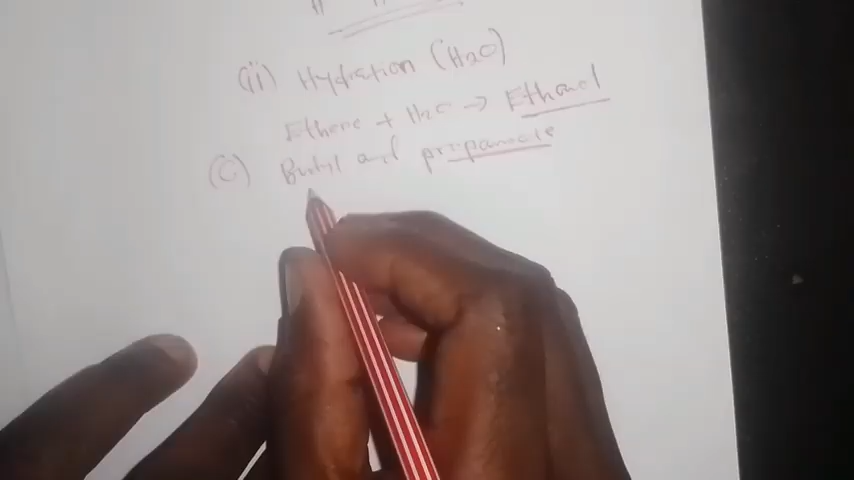 (ii) Hydration (H2O)
Ethene + H2O → Ethanol
(C) Butyl and propanoate